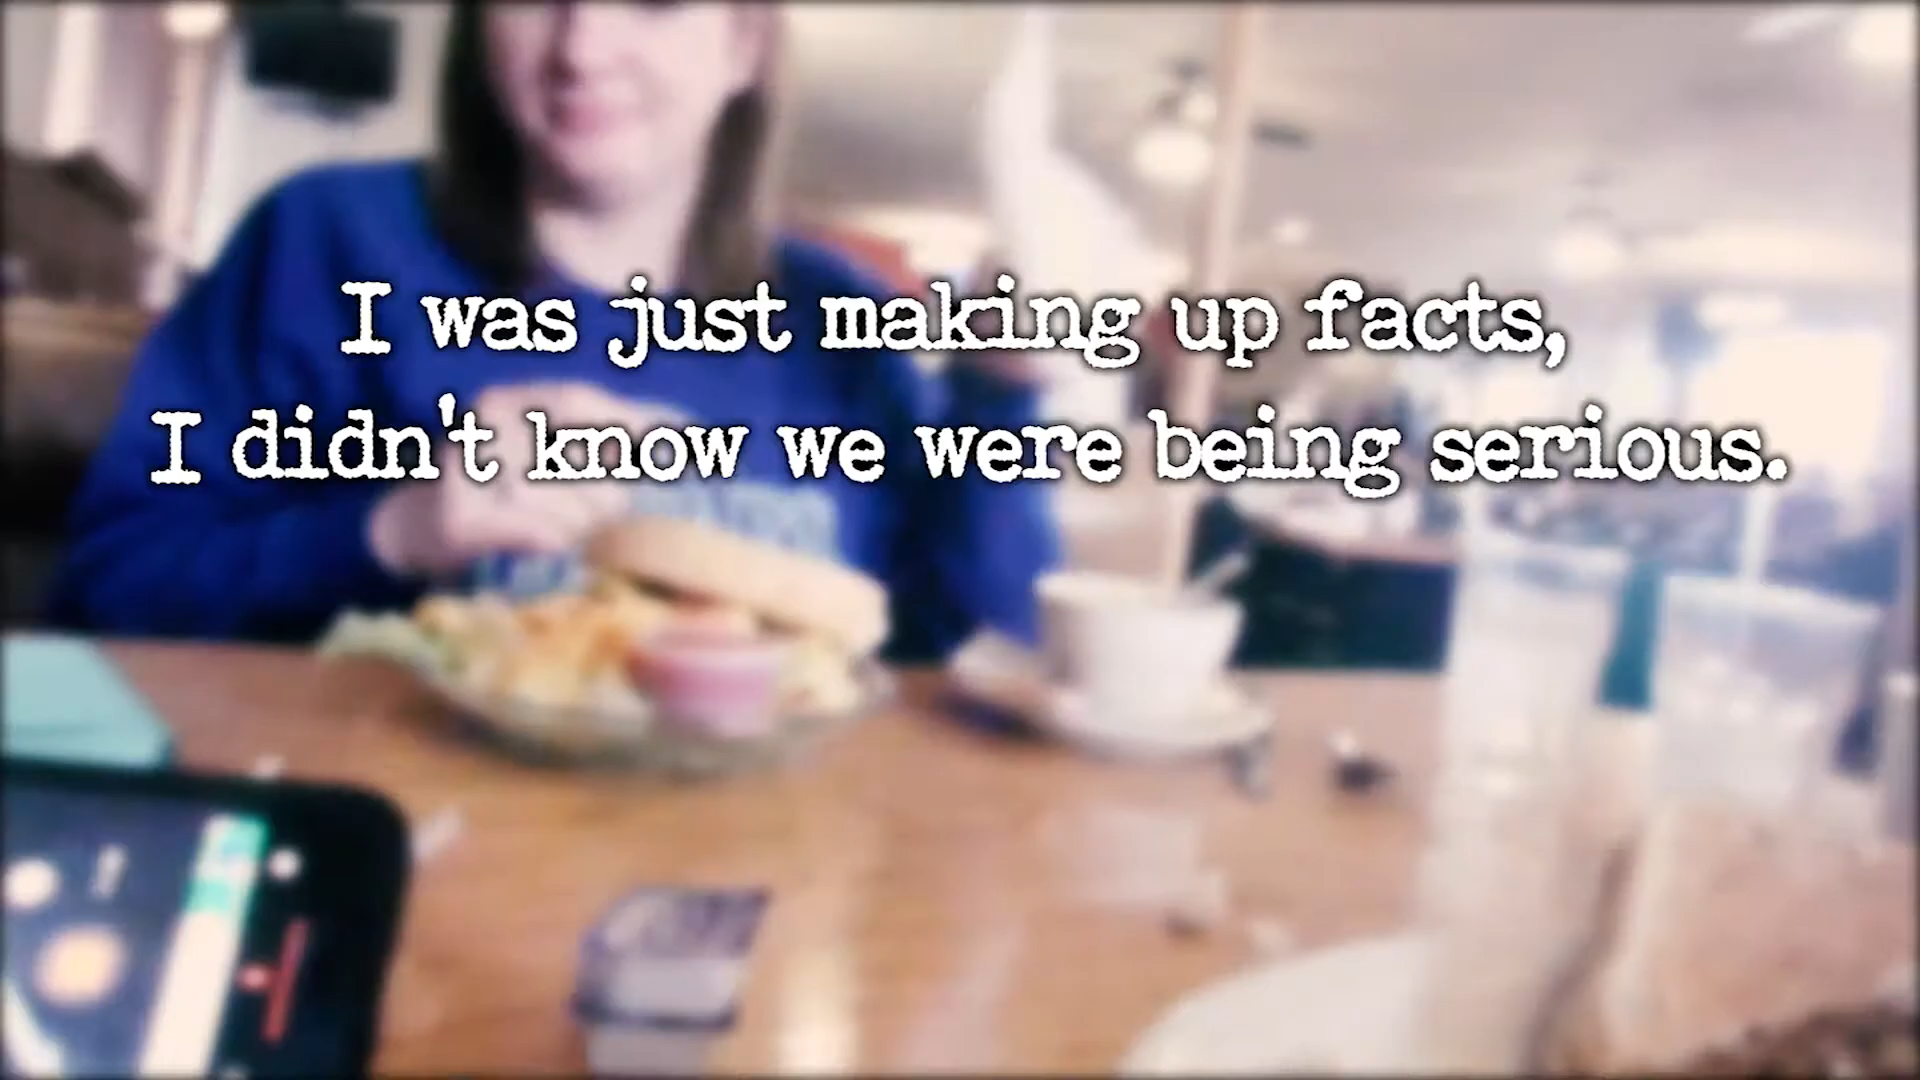 I was just making up facts,
I didn't know we were being serious.